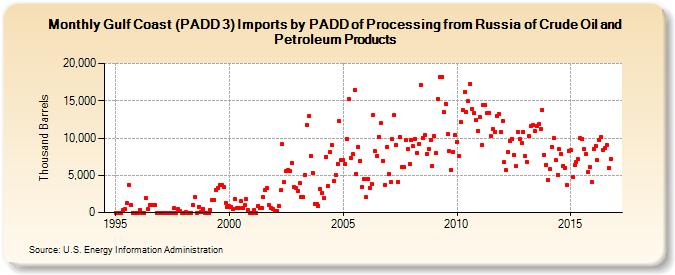 Monthly Gulf Coast (PADD 3) Imports by PADD of Processing from Russia of Crude Oil and
Petroleum Products
Thousand Barrels
20,000
15,000
10,000
5,000
0
1995
2000
2005
2010
2015
Source: U.S. Energy Information Administration